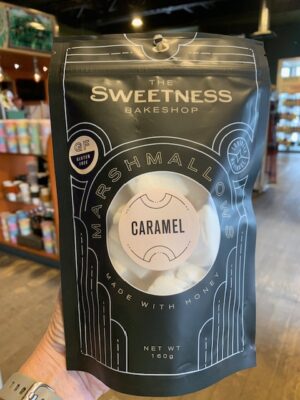 THE
SWEETNESS
BAKESHOP
GF
GLUTEN
FREE
MARSHMALLOWS
CARAMEL
MADE WITH HONEY
NET WT
160g